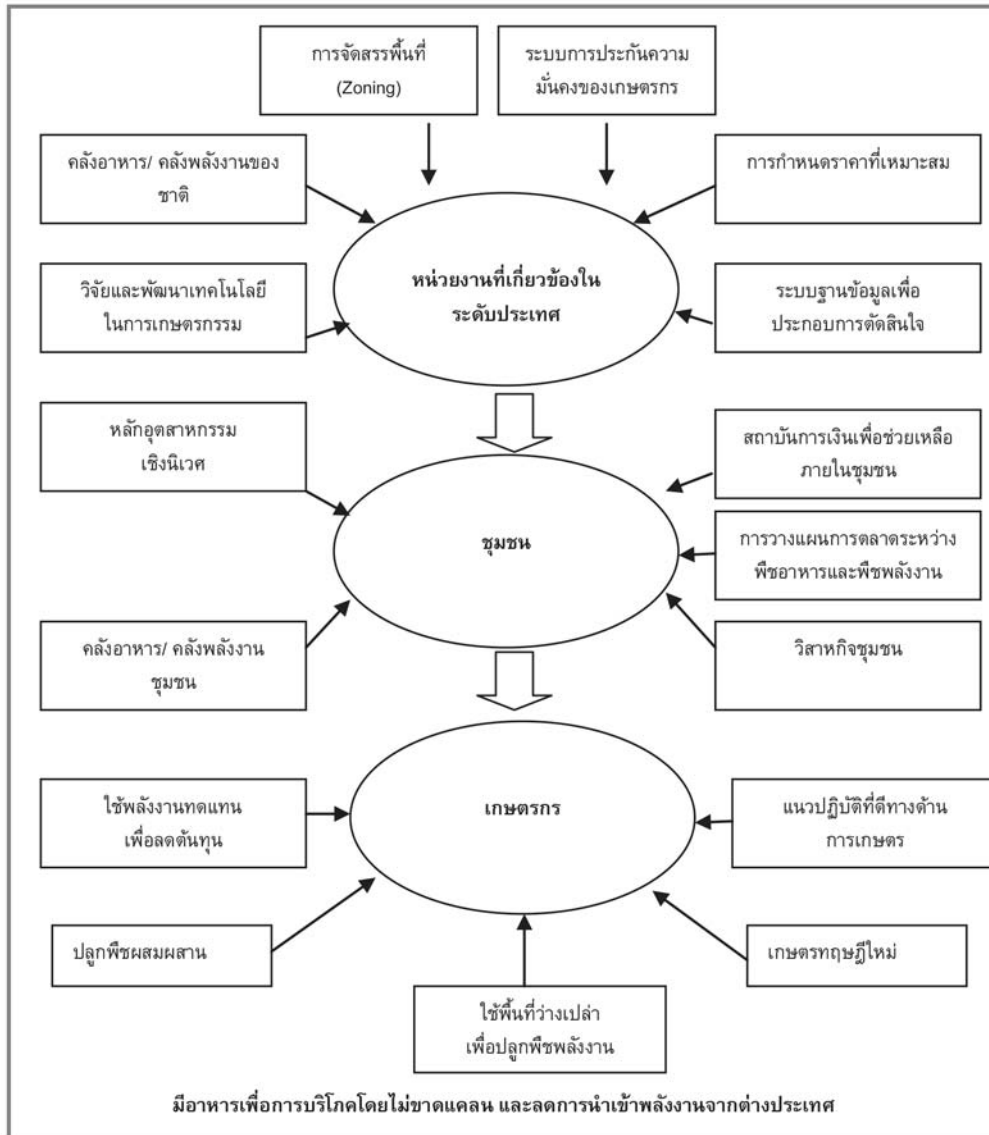 การจัดสรรพื้นที่
(Zoning)
ระบบการประกันความ
มั่นคงของเกษตรกร
คลังอาหาร/ คลังพลังงานของ
ชาติ
การกำหนดราคาที่เหมาะสม
หน่วยงานที่เกี่ยวข้องใน
ระดับประเทศ
วิจัยและพัฒนาเทคโนโลยี
ในการเกษตรกรรม
ระบบฐานข้อมูลเพื่อ
ประกอบการตัดสินใจ
หลักอุตสาหกรรม
เชิงนิเวศ
สถาบันการเงินเพื่อช่วยเหลือ
ภายในชุมชน
ชุมชน
การวางแผนการตลาดระหว่าง
พืชอาหารและพืชพลังงาน
คลังอาหาร/ คลังพลังงาน
ชุมชน
วิสาหกิจชุมชน
ใช้พลังงานทดแทน
เพื่อลดต้นทุน
เกษตรกร
แนวปฏิบัติที่ดีทางด้าน
การเกษตร
ปลูกพืชผสมผสาน
เกษตรทฤษฎีใหม่
ใช้พื้นที่ว่างเปล่า
เพื่อปลูกพืชพลังงาน
มีอาหารเพื่อการบริโภคโดยไม่ขาดแคลน และลดการนำเข้าพลังงานจากต่างประเทศ